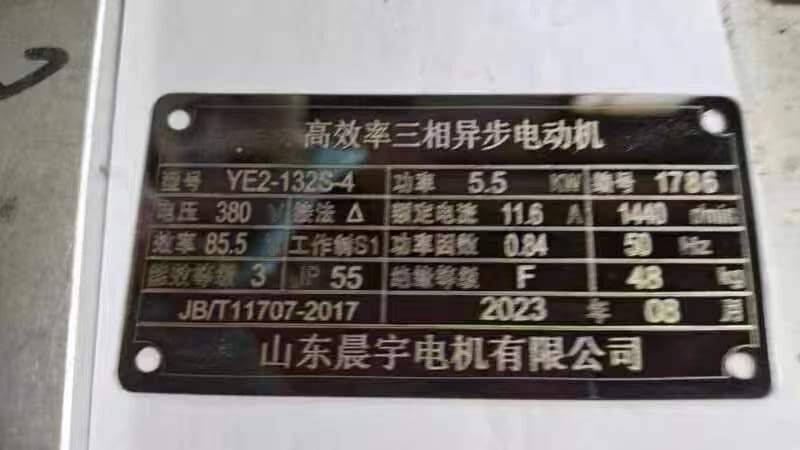 高效率三相异步电动机
型号 YE2-132S-4 功率 5.5 KW 编号 1786
电压 380 V 接法 Δ 额定电流 11.6 A 1440 r/min
效率 85.5 工作制S1 功率因数 0.84 50 Hz
能效等级 3 IP 55 绝缘等级 F 48 kg
JB/T11707-2017 2023 年 08 月
山东晨宇电机有限公司